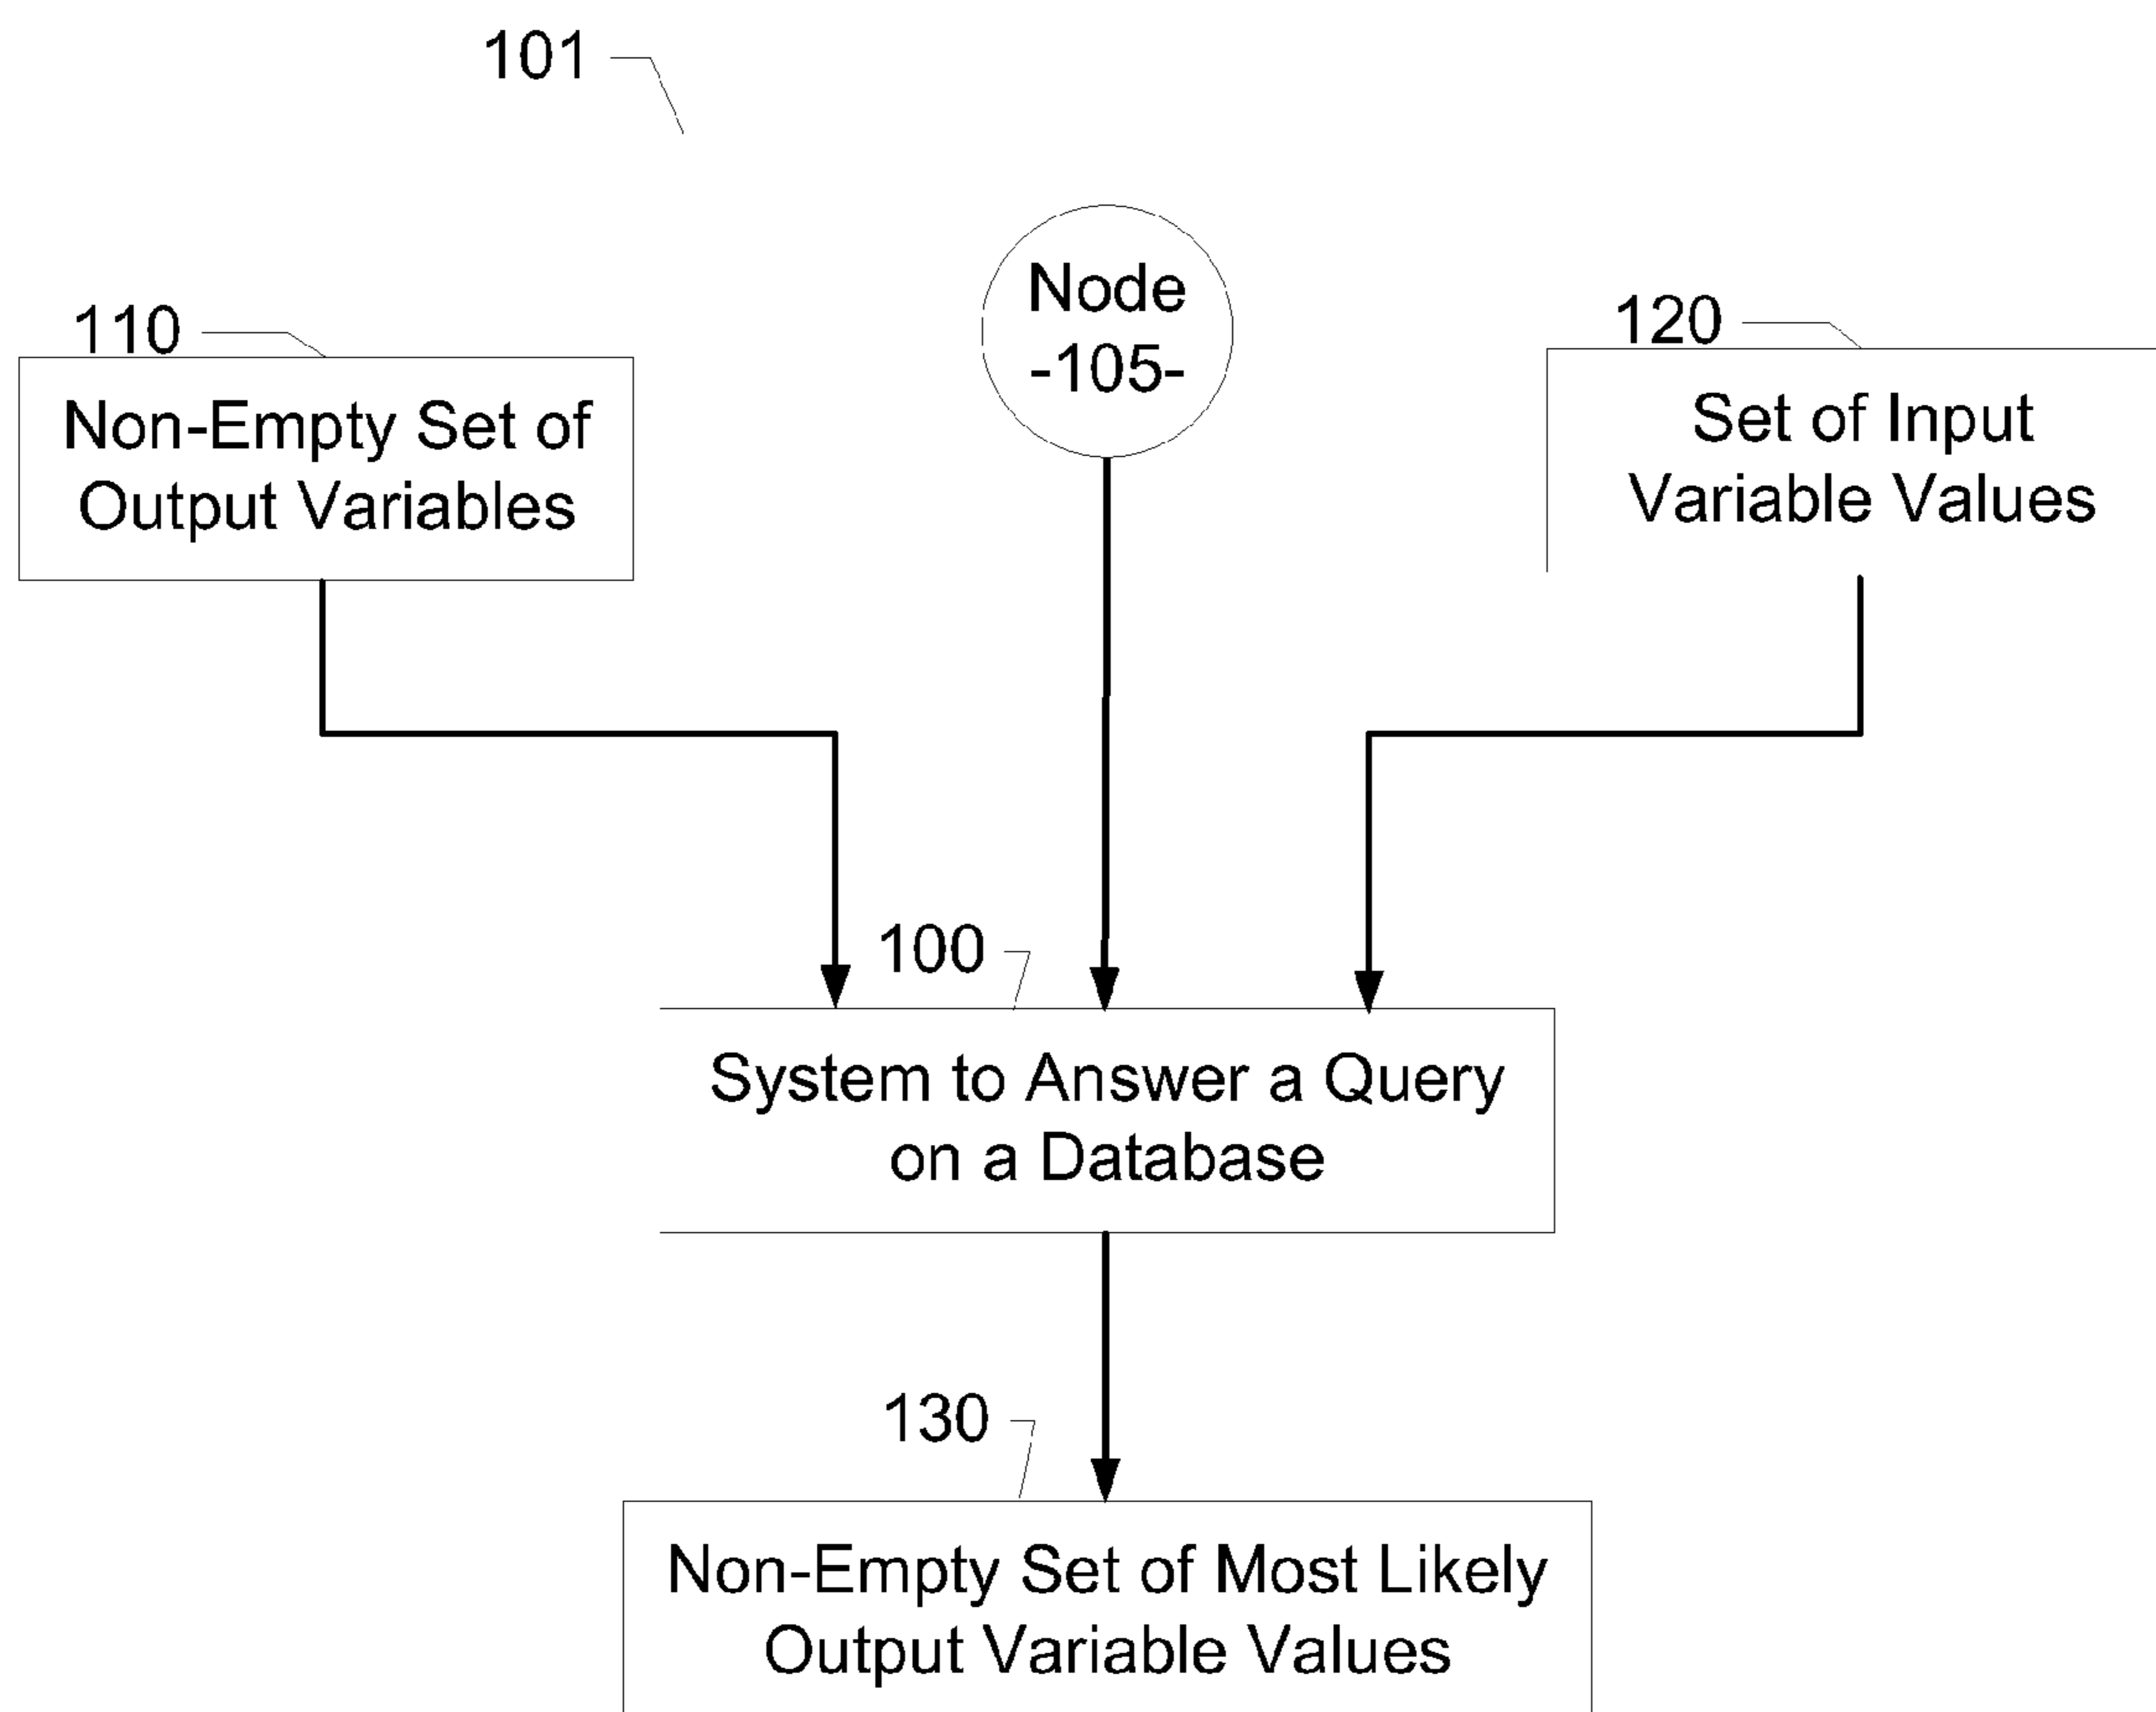 101
Node
-105-
110
Non-Empty Set of
Output Variables
120
Set of Input
Variable Values
100
System to Answer a Query
on a Database
130
Non-Empty Set of Most Likely
Output Variable Values